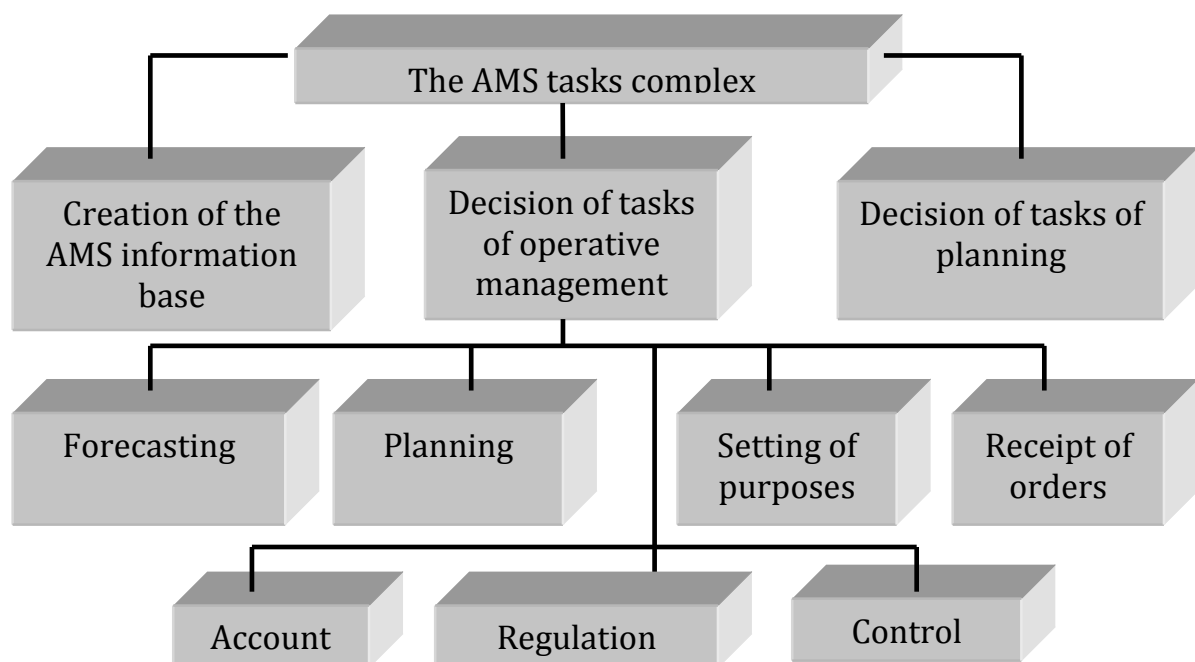 The AMS tasks complex
Creation of the
AMS information
base
Decision of tasks
of operative
management
Decision of tasks of
planning
Forecasting
Planning
Setting of
purposes
Receipt of
orders
Account
Regulation
Control